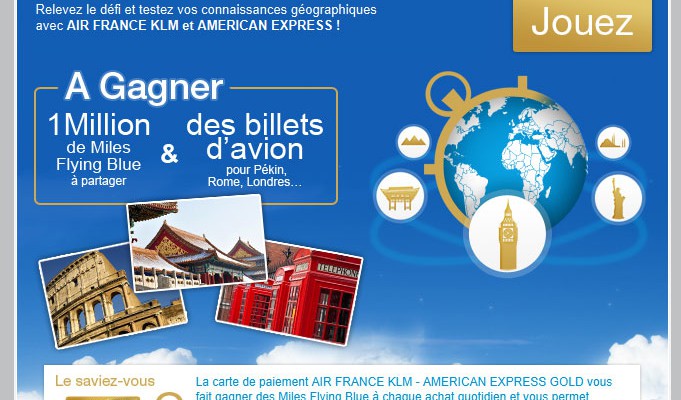 Relevez le défi et testez vos connaissances géographiques
avec AIR FRANCE KLM et AMERICAN EXPRESS !
Jouez
A Gagner
1Million
de Miles
Flying Blue
à partager
&
des billets
d’avion
pour Pékin,
Rome, Londres…
TELEPHONE
Le saviez-vous
La carte de paiement AIR FRANCE KLM - AMERICAN EXPRESS GOLD vous
fait gagner des Miles Flying Blue à chaque achat quotidien et vous permet